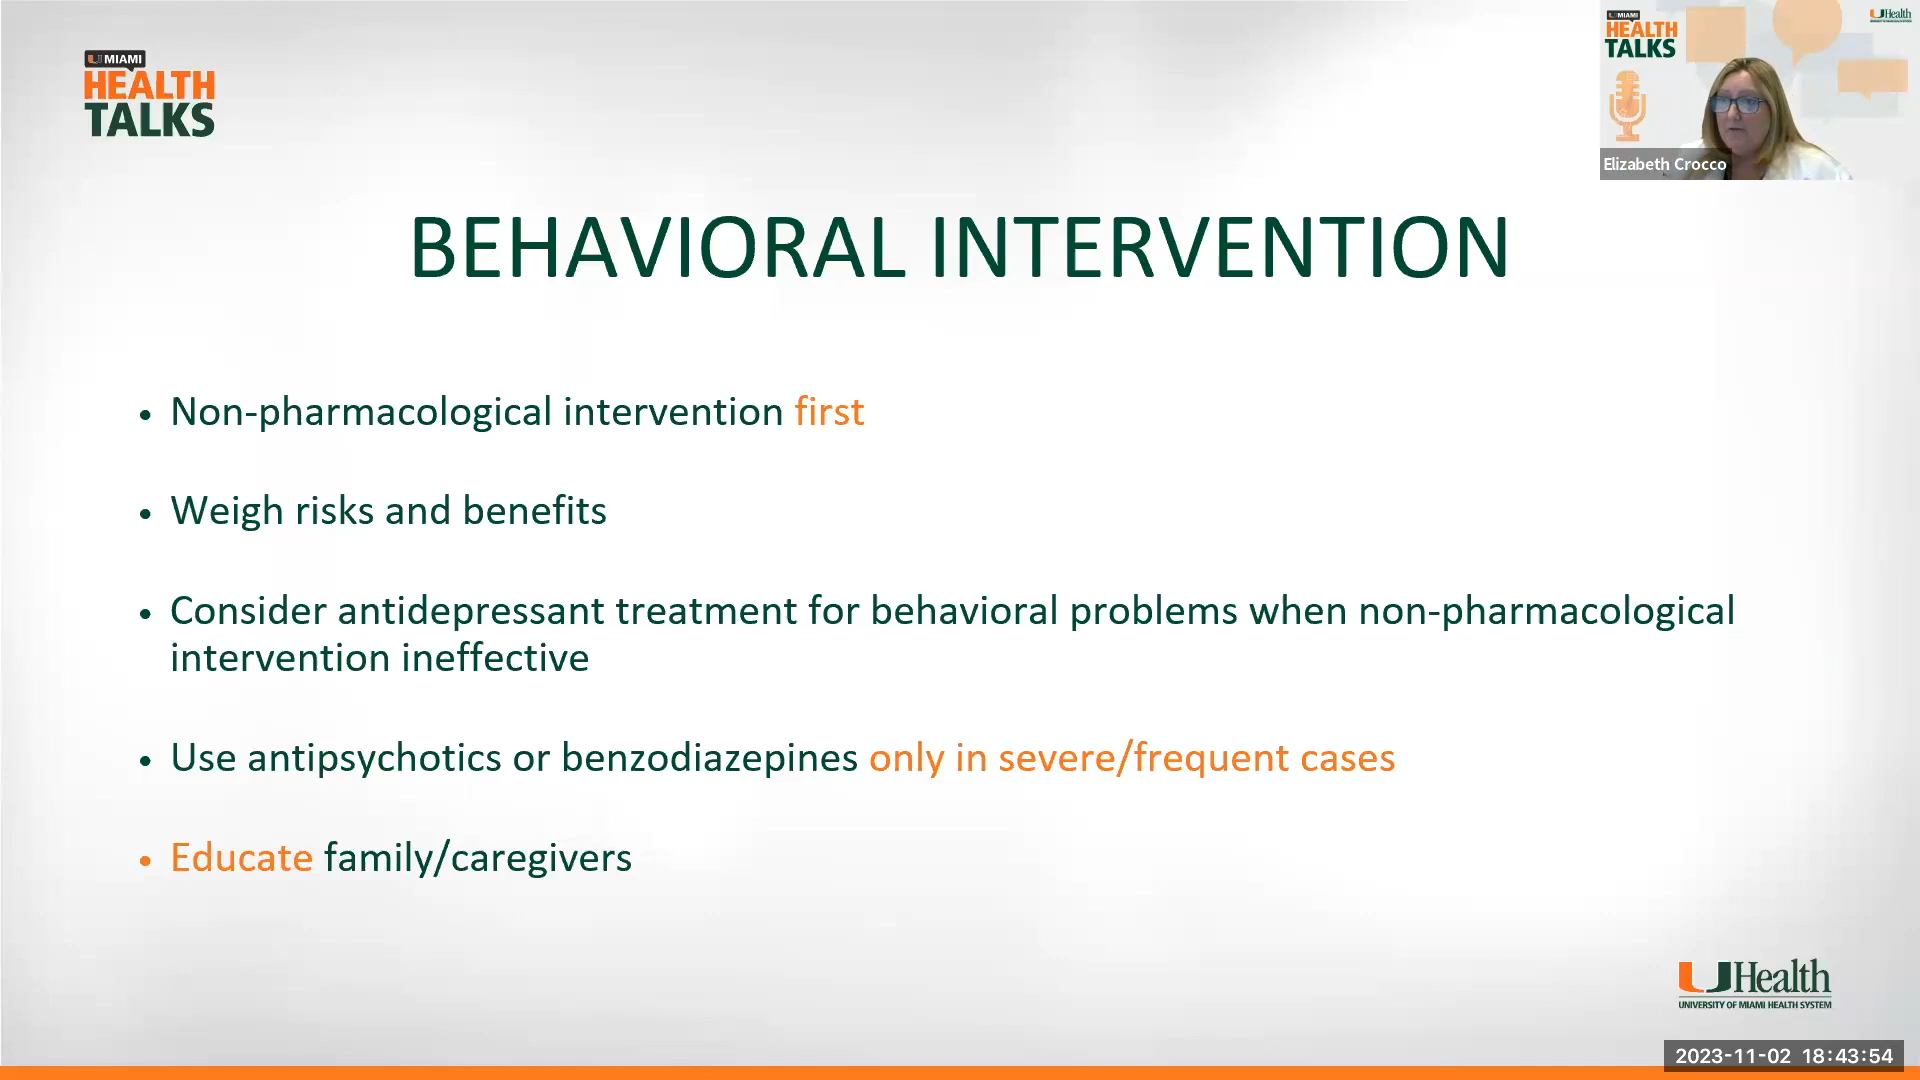 MIAMI
HEALTH
TALKS
MIAMI
HEALTH
TALKS
UHealth
Elizabeth Crocco
BEHAVIORAL INTERVENTION
• Non-pharmacological intervention first
• Weigh risks and benefits
• Consider antidepressant treatment for behavioral problems when non-pharmacological
intervention ineffective
• Use antipsychotics or benzodiazepines only in severe/frequent cases
• Educate family/caregivers
UHealth
UNIVERSITY OF MIAMI HEALTH SYSTEM
2023-11-02 18:43:54